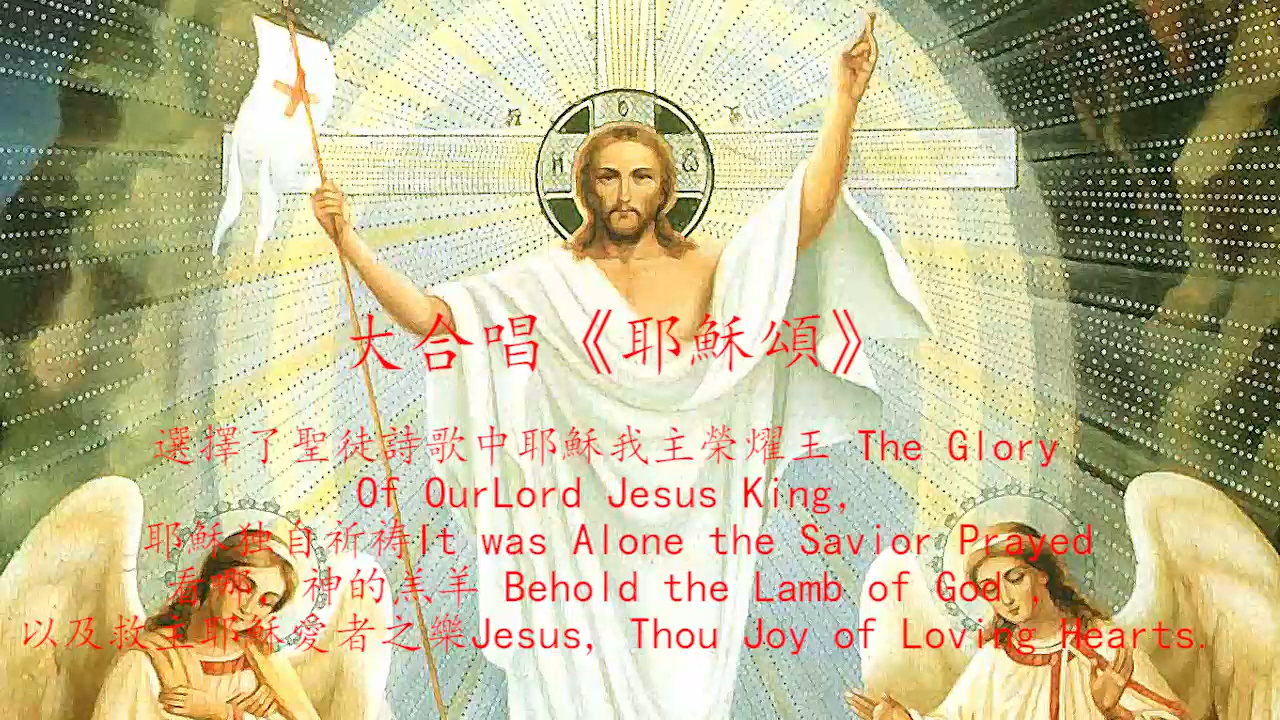 大合唱《耶穌頌》
選擇了聖徒詩歌中耶穌我主榮耀王 The Glory
Of OurLord Jesus King,
耶穌独自祈祷It was Alone the Savior Prayed
看哪，神的羔羊 Behold the Lamb of God ,
以及救主耶穌愛者之樂Jesus, Thou Joy of Loving Hearts.